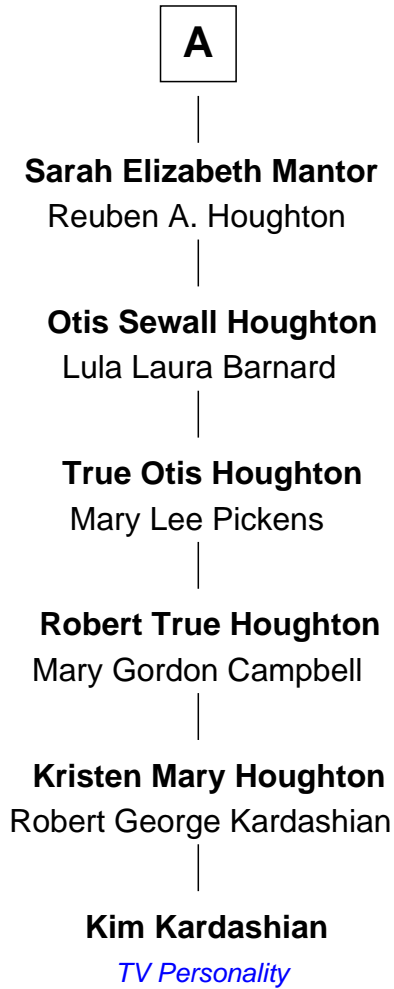 A
Sarah Elizabeth Mantor
Reuben A. Houghton
Otis Sewall Houghton
Lula Laura Barnard
True Otis Houghton
Mary Lee Pickens
Robert True Houghton
Mary Gordon Campbell
Kristen Mary Houghton
Robert George Kardashian
Kim Kardashian
TV Personality